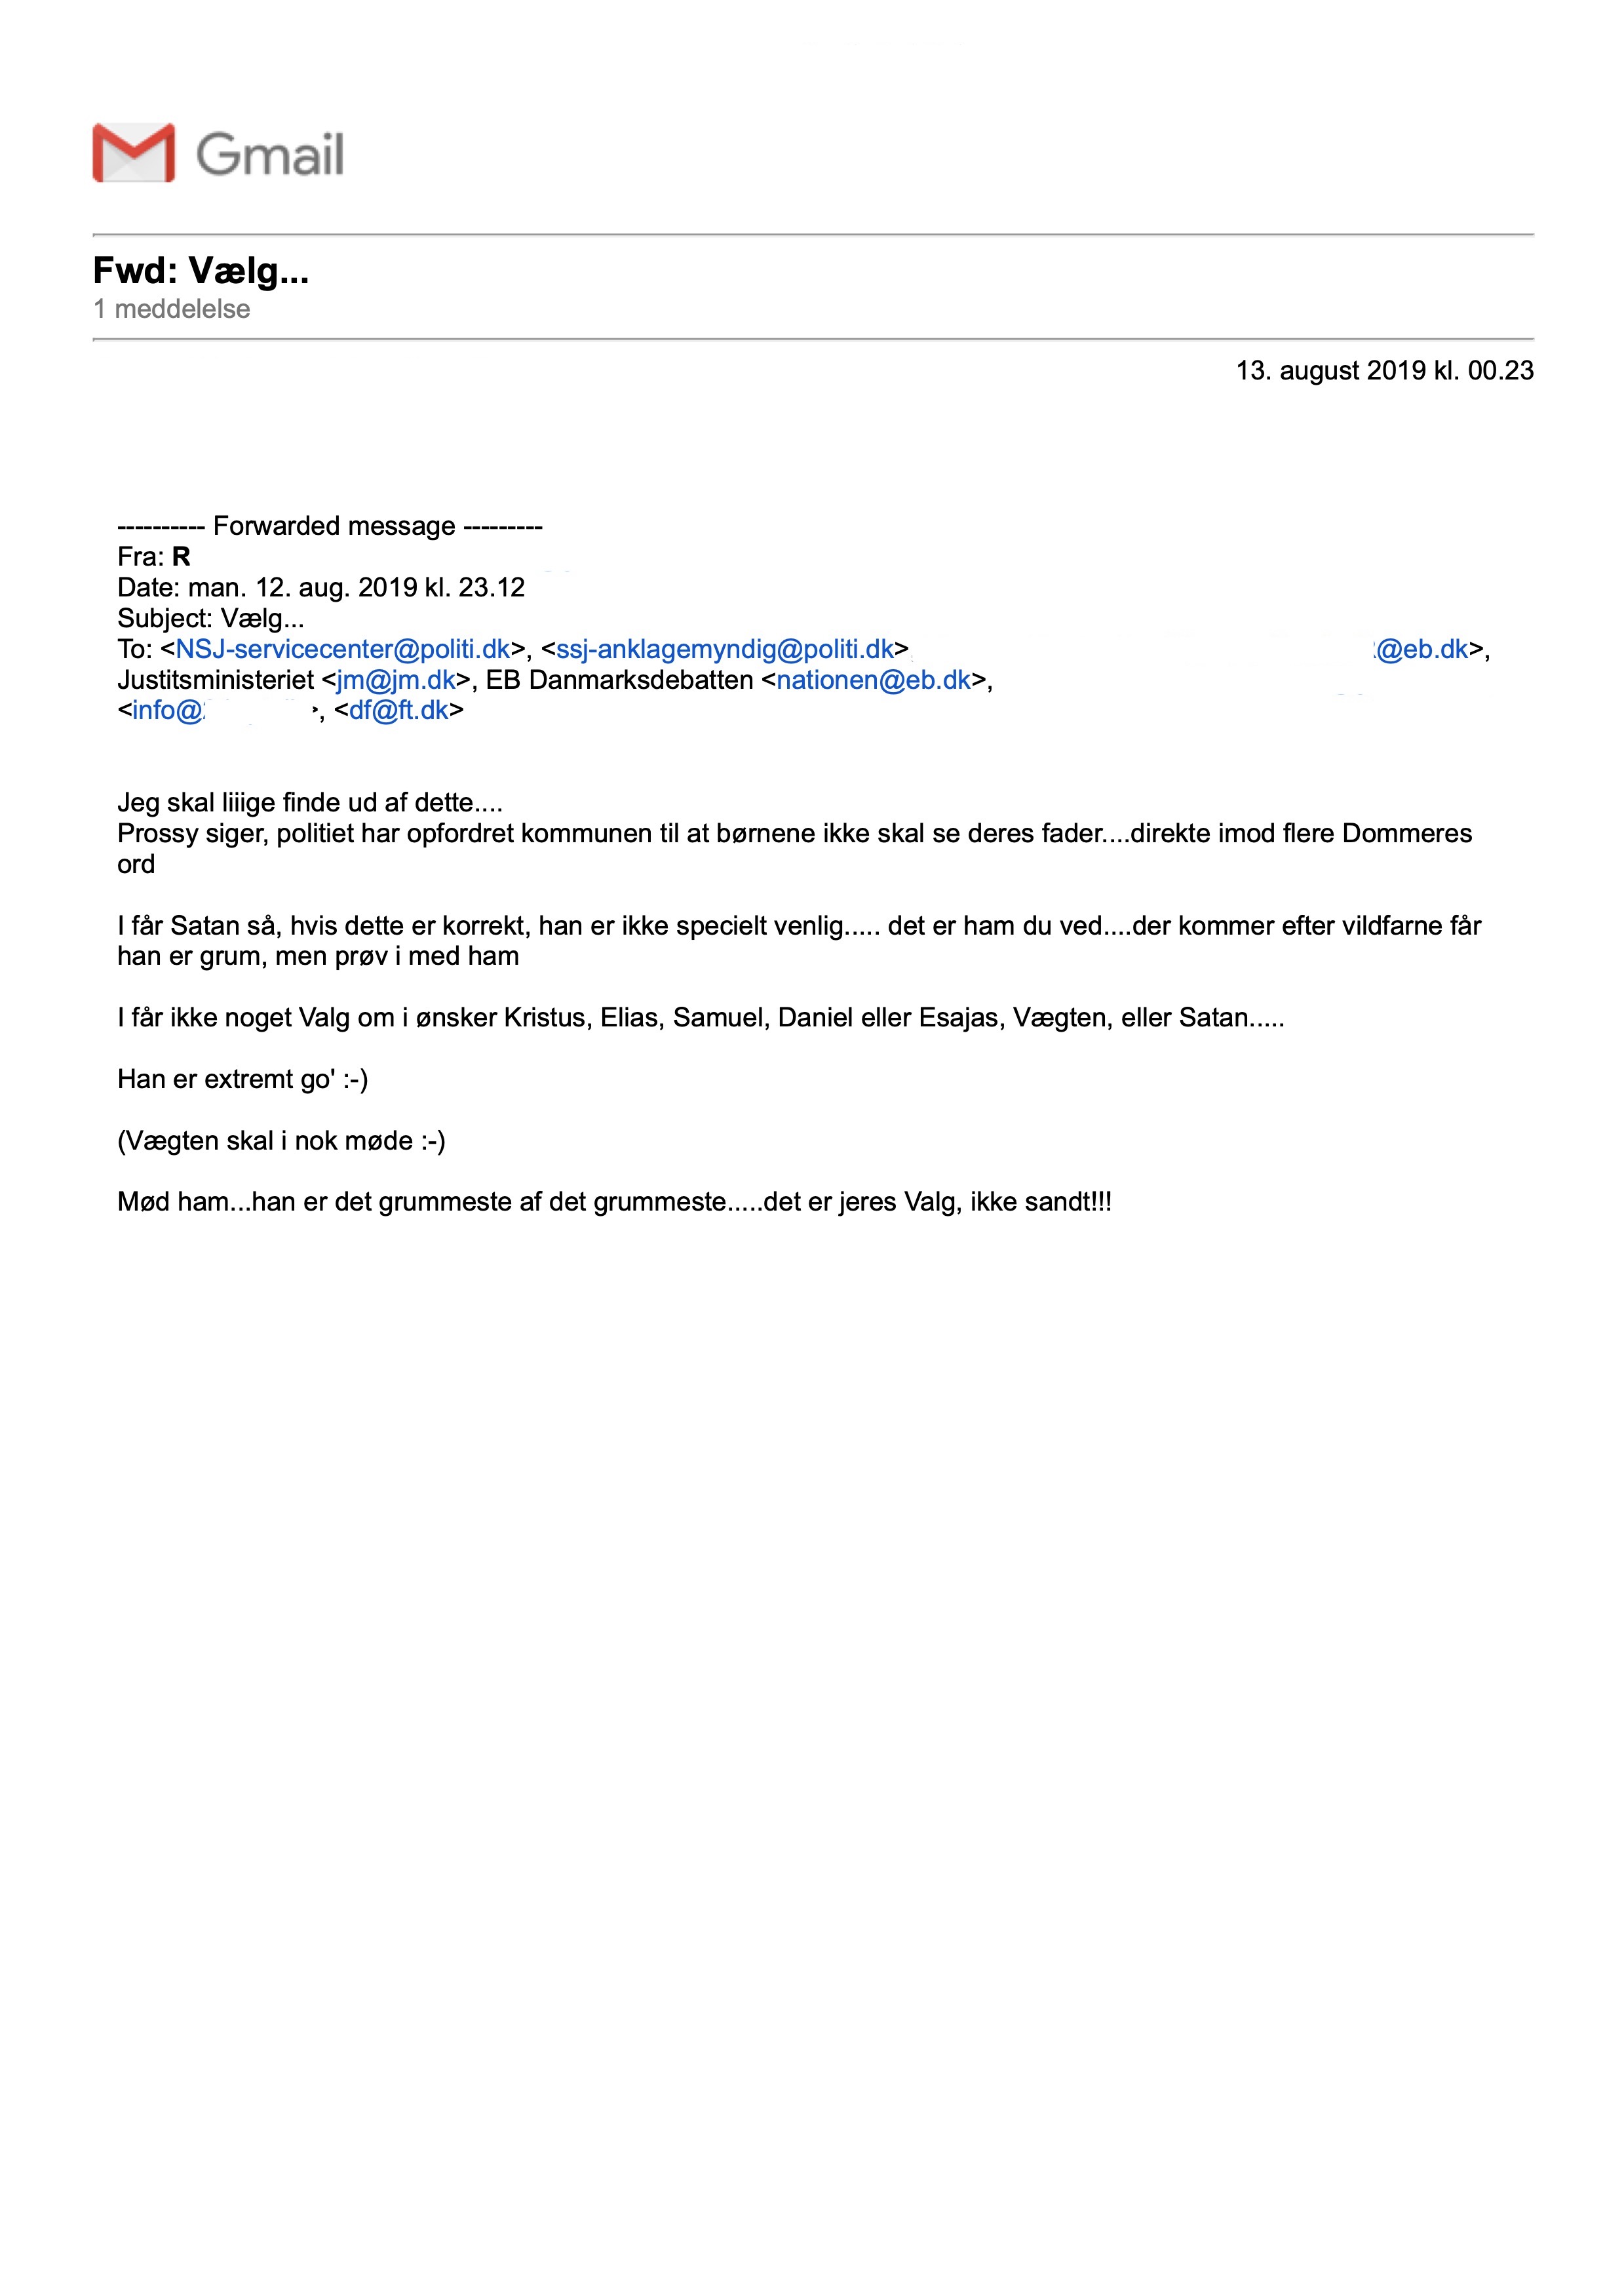 Gmail
Fwd: Vælg...
1 meddelelse
13. august 2019 kl. 00.23
---------- Forwarded message ---------
Fra: R
Date: man. 12. aug. 2019 kl. 23.12
Subject: Vælg...
To: <NSJ-servicecenter@politi.dk>, <ssj-anklagemyndig@politi.dk> @eb.dk>,
Justitsministeriet <jm@jm.dk>, EB Danmarksdebatten <nationen@eb.dk>,
<info@ >, <df@ft.dk>
Jeg skal liiige finde ud af dette....
Prossy siger, politiet har opfordret kommunen til at børnene ikke skal se deres fader....direkte imod flere Dommeres
ord
I får Satan så, hvis dette er korrekt, han er ikke specielt venlig..... det er ham du ved....der kommer efter vildfarne får
han er grum, men prøv i med ham
I får ikke noget Valg om i ønsker Kristus, Elias, Samuel, Daniel eller Esajas, Vægten, eller Satan.....
Han er extremt go' :-)
(Vægten skal i nok møde :-)
Mød ham...han er det grummeste af det grummeste.....det er jeres Valg, ikke sandt!!!